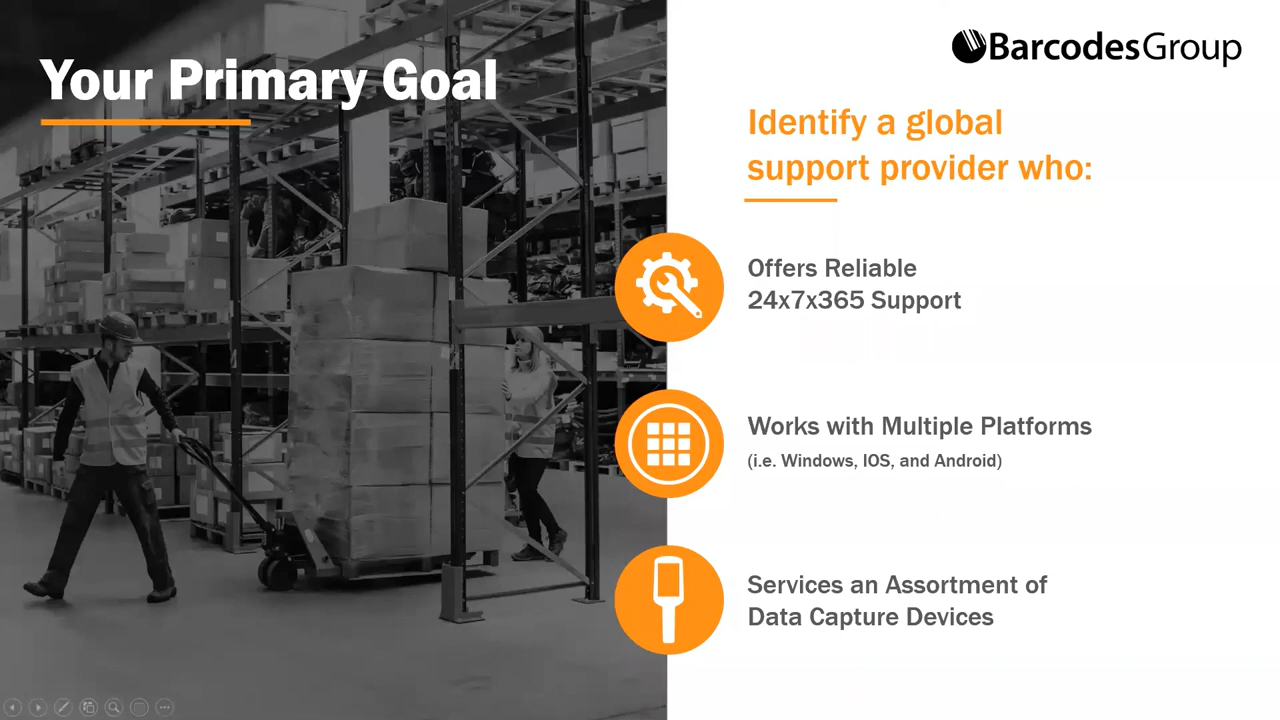 Your Primary Goal
BarcodesGroup
Identify a global
support provider who:
Offers Reliable
24x7x365 Support
Works with Multiple Platforms
(i.e. Windows, IOS, and Android)
Services an Assortment of
Data Capture Devices